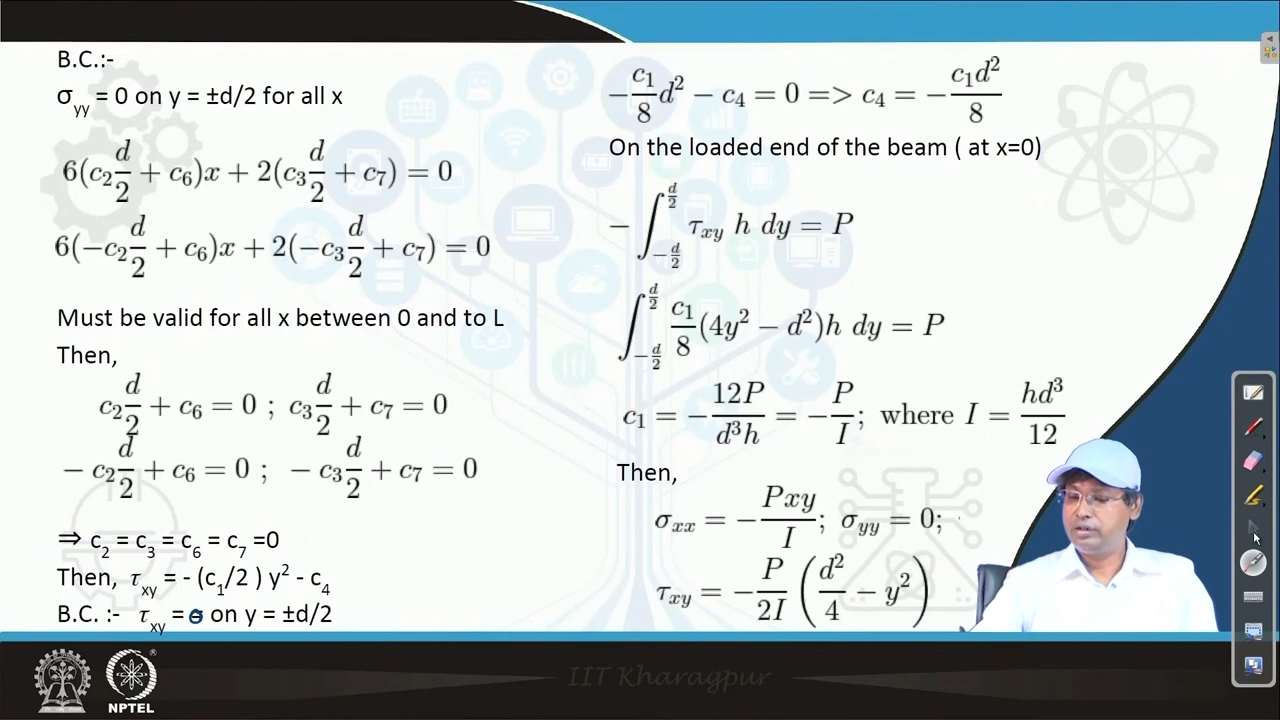 B.C.:-
σyy = 0 on y = ±d/2 for all x
6(c₂ d/2 + c₆)x + 2(c₃ d/2 + c₇) = 0
6(−c₂ d/2 + c₆)x + 2(−c₃ d/2 + c₇) = 0
Must be valid for all x between 0 and to L
Then,
c₂ d/2 + c₆ = 0 ; c₃ d/2 + c₇ = 0
− c₂ d/2 + c₆ = 0 ; − c₃ d/2 + c₇ = 0
⇒ c₂ = c₃ = c₆ = c₇ =0
Then, τxy = - (c₁/2 ) y² - c₄
B.C. :- τxy = 0 on y = ±d/2
−c₁/8 d² − c₄ = 0 => c₄ = −c₁d²/8
On the loaded end of the beam ( at x=0)
−∫_{−d/2}^{d/2} τxy h dy = P
∫_{−d/2}^{d/2} c₁/8 (4y² − d²)h dy = P
c₁ = −12P/d³h = −P/I; where I = hd³/12
Then,
σxx = −Pxy/I; σyy = 0;
τxy = −P/2I (d²/4 − y²)
IIT Kharagpur
NPTEL